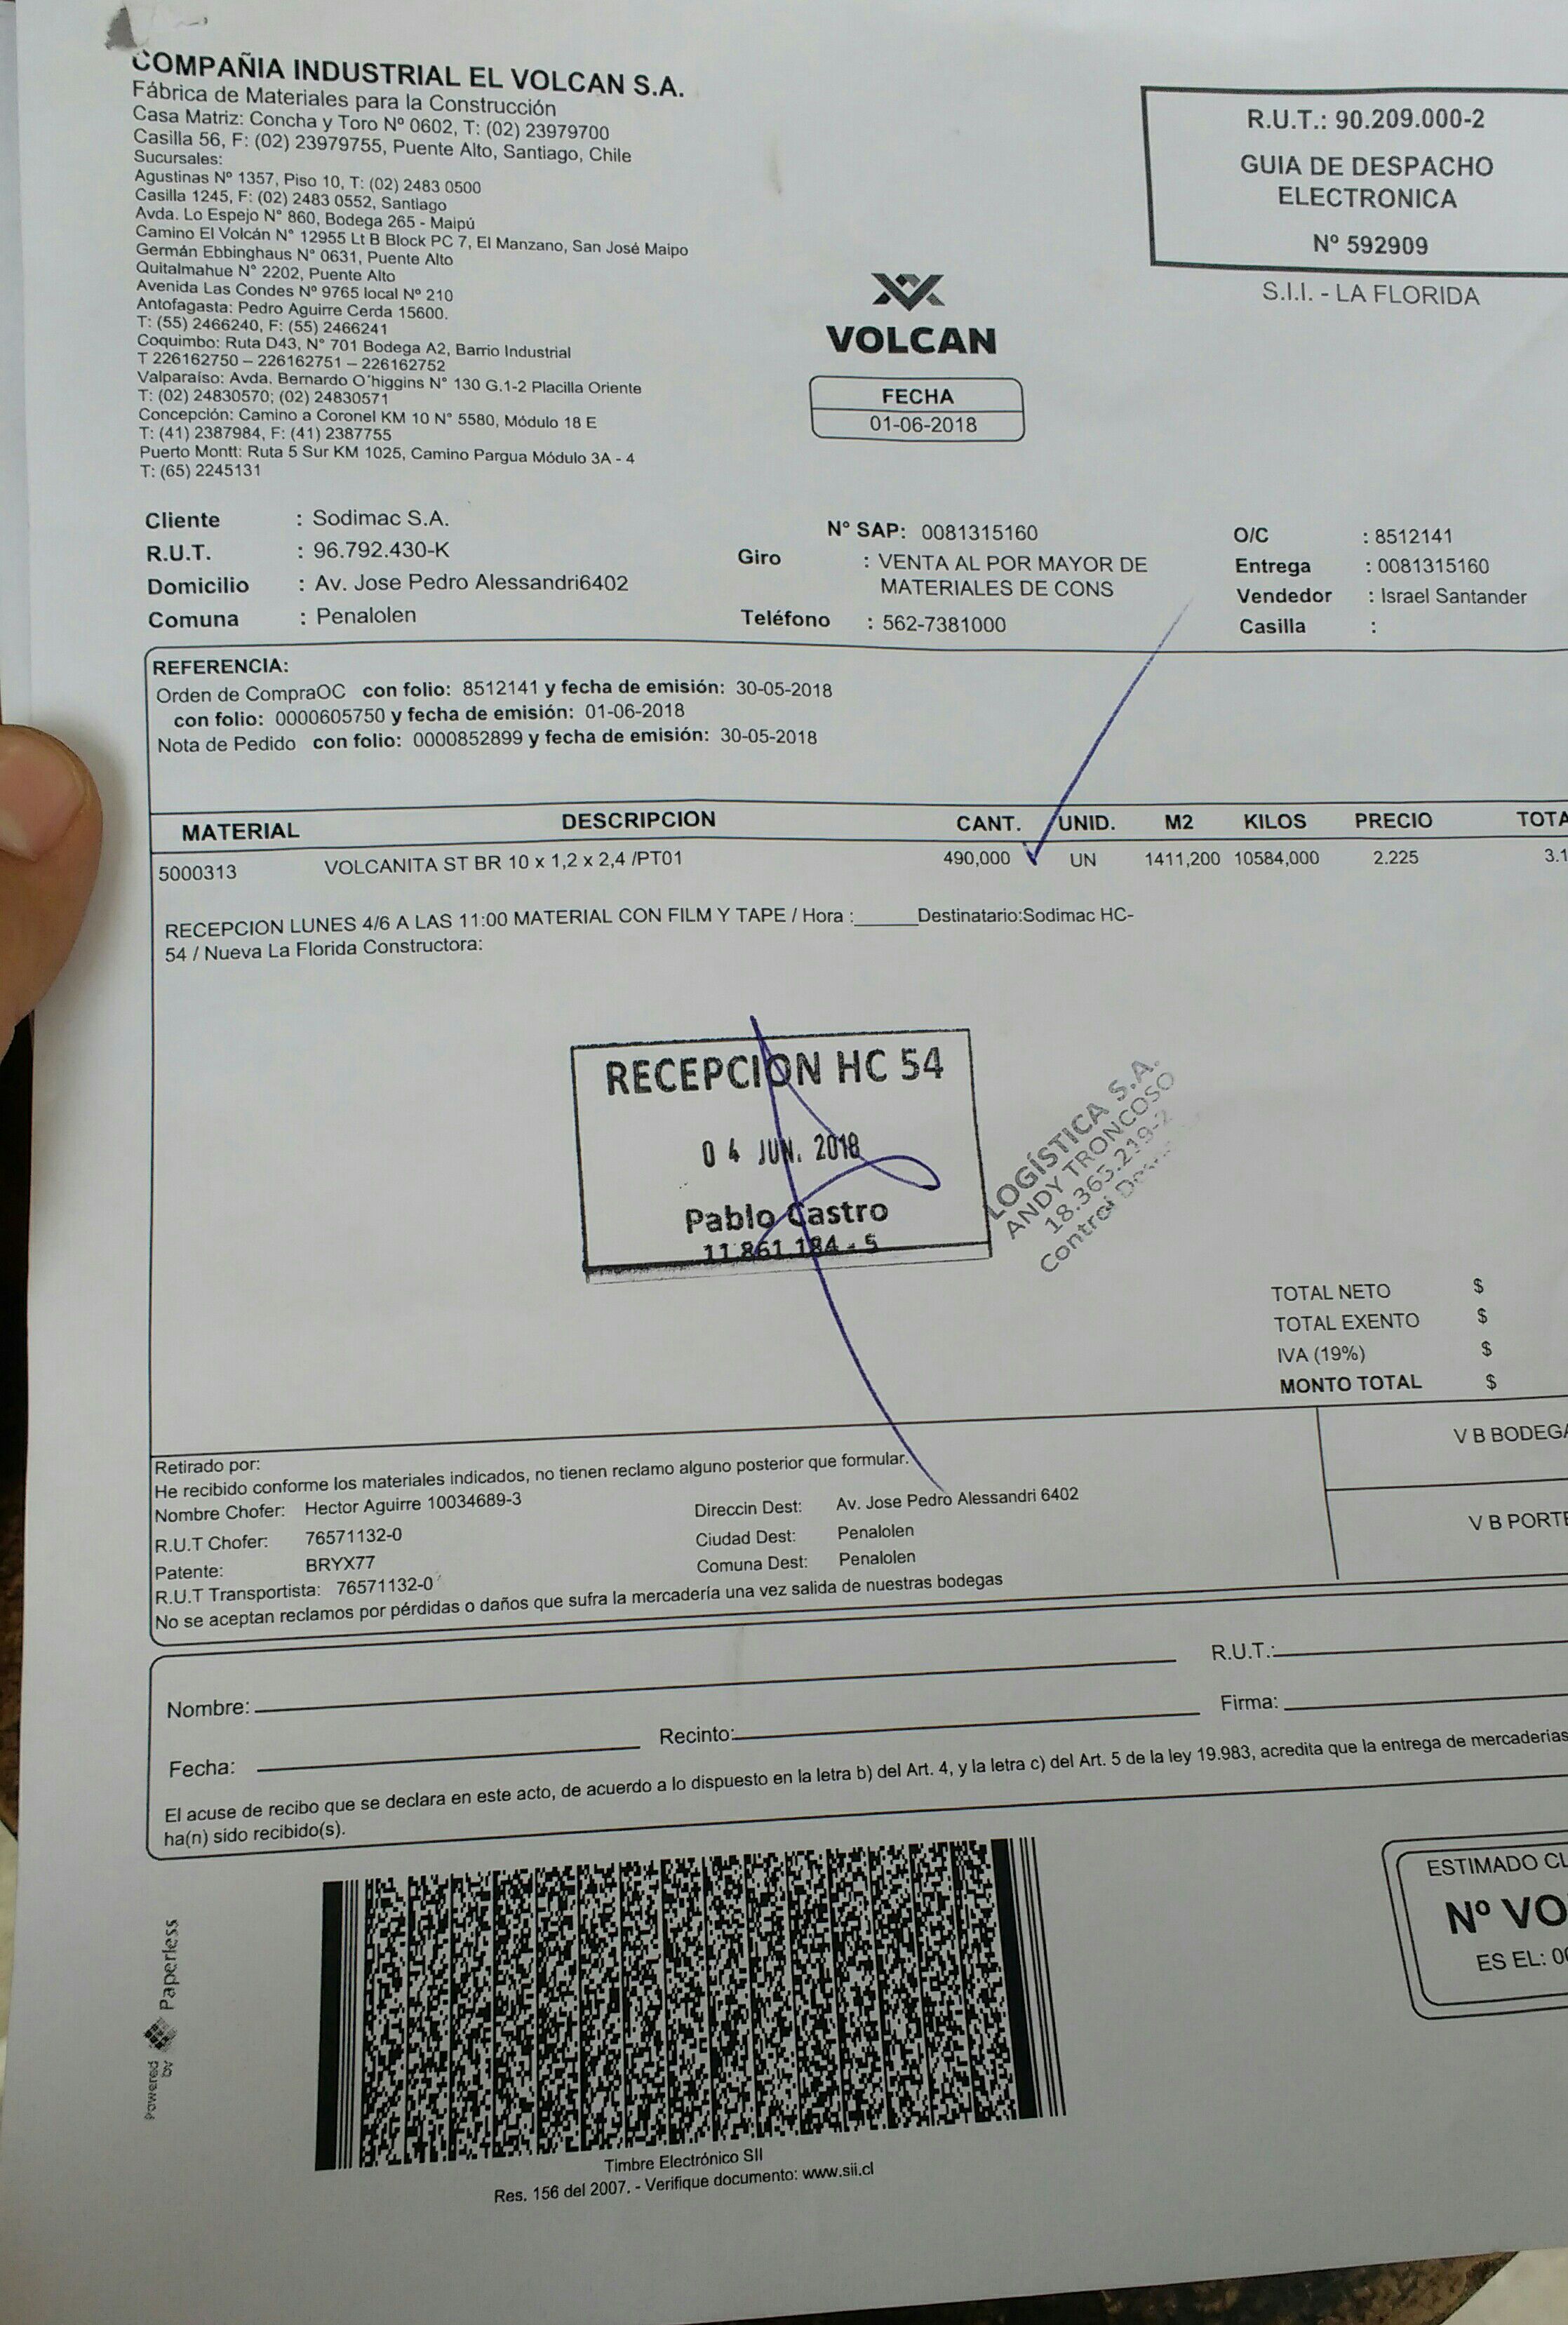 COMPAÑIA INDUSTRIAL EL VOLCAN S.A.
Fábrica de Materiales para la Construcción
Casa Matriz: Concha y Toro Nº 0602, T: (02) 23979700
Casilla 56, F: (02) 23979755, Puente Alto, Santiago, Chile
Sucursales:
Agustinas Nº 1357, Piso 10, T: (02) 2483 0500
Casilla 1245, F: (02) 2483 0552, Santiago
Avda. Lo Espejo N° 860, Bodega 265 - Maipú
Camino El Volcán N° 12955 Lt B Block PC 7, El Manzano, San José Maipo
Germán Ebbinghaus N° 0631, Puente Alto
Quitalmahue N° 2202, Puente Alto
Avenida Las Condes Nº 9765 local Nº 210
Antofagasta: Pedro Aguirre Cerda 15600.
T: (55) 2466240, F: (55) 2466241
Coquimbo: Ruta D43, N° 701 Bodega A2, Barrio Industrial
T 226162750 – 226162751 – 226162752
Valparaíso: Avda. Bernardo O´higgins N° 130 G.1-2 Placilla Oriente
T: (02) 24830570; (02) 24830571
Concepción: Camino a Coronel KM 10 N° 5580, Módulo 18 E
T: (41) 2387984, F: (41) 2387755
Puerto Montt: Ruta 5 Sur KM 1025, Camino Pargua Módulo 3A - 4
T: (65) 2245131
R.U.T.: 90.209.000-2
GUIA DE DESPACHO
ELECTRONICA
Nº 592909
S.I.I. - LA FLORIDA
VOLCAN
FECHA
01-06-2018
Cliente : Sodimac S.A.
R.U.T. : 96.792.430-K
Domicilio : Av. Jose Pedro Alessandri6402
Comuna : Penalolen
N° SAP: 0081315160
Giro : VENTA AL POR MAYOR DE
MATERIALES DE CONS
Teléfono : 562-7381000
O/C : 8512141
Entrega : 0081315160
Vendedor : Israel Santander
Casilla :
REFERENCIA:
Orden de CompraOC con folio: 8512141 y fecha de emisión: 30-05-2018
con folio: 0000605750 y fecha de emisión: 01-06-2018
Nota de Pedido con folio: 0000852899 y fecha de emisión: 30-05-2018
MATERIAL DESCRIPCION CANT. UNID. M2 KILOS PRECIO TOTA
5000313 VOLCANITA ST BR 10 x 1,2 x 2,4 /PT01 490,000 UN 1411,200 10584,000 2.225 3.1
RECEPCION LUNES 4/6 A LAS 11:00 MATERIAL CON FILM Y TAPE / Hora :______Destinatario:Sodimac HC-
54 / Nueva La Florida Constructora:
RECEPCION HC 54
04 JUN. 2018
Pablo Castro
11.861.184-5
LOGÍSTICA S.A.
ANDY TRONCOSO
18.365.219-2
Control
TOTAL NETO $
TOTAL EXENTO $
IVA (19%) $
MONTO TOTAL $
Retirado por:
He recibido conforme los materiales indicados, no tienen reclamo alguno posterior que formular.
Nombre Chofer: Hector Aguirre 10034689-3
R.U.T Chofer: 76571132-0
Patente: BRYX77
R.U.T Transportista: 76571132-0
Direccin Dest: Av. Jose Pedro Alessandri 6402
Ciudad Dest: Penalolen
Comuna Dest: Penalolen
No se aceptan reclamos por pérdidas o daños que sufra la mercadería una vez salida de nuestras bodegas
V B BODEGA
V B PORTE
Nombre: R.U.T.:
Fecha: Recinto: Firma:
El acuse de recibo que se declara en este acto, de acuerdo a lo dispuesto en la letra b) del Art. 4, y la letra c) del Art. 5 de la ley 19.983, acredita que la entrega de mercaderias
ha(n) sido recibido(s).
Powered by Paperless
ESTIMADO CL
Nº VO
ES EL: 00
Timbre Electrónico SII
Res. 156 del 2007. - Verifique documento: www.sii.cl